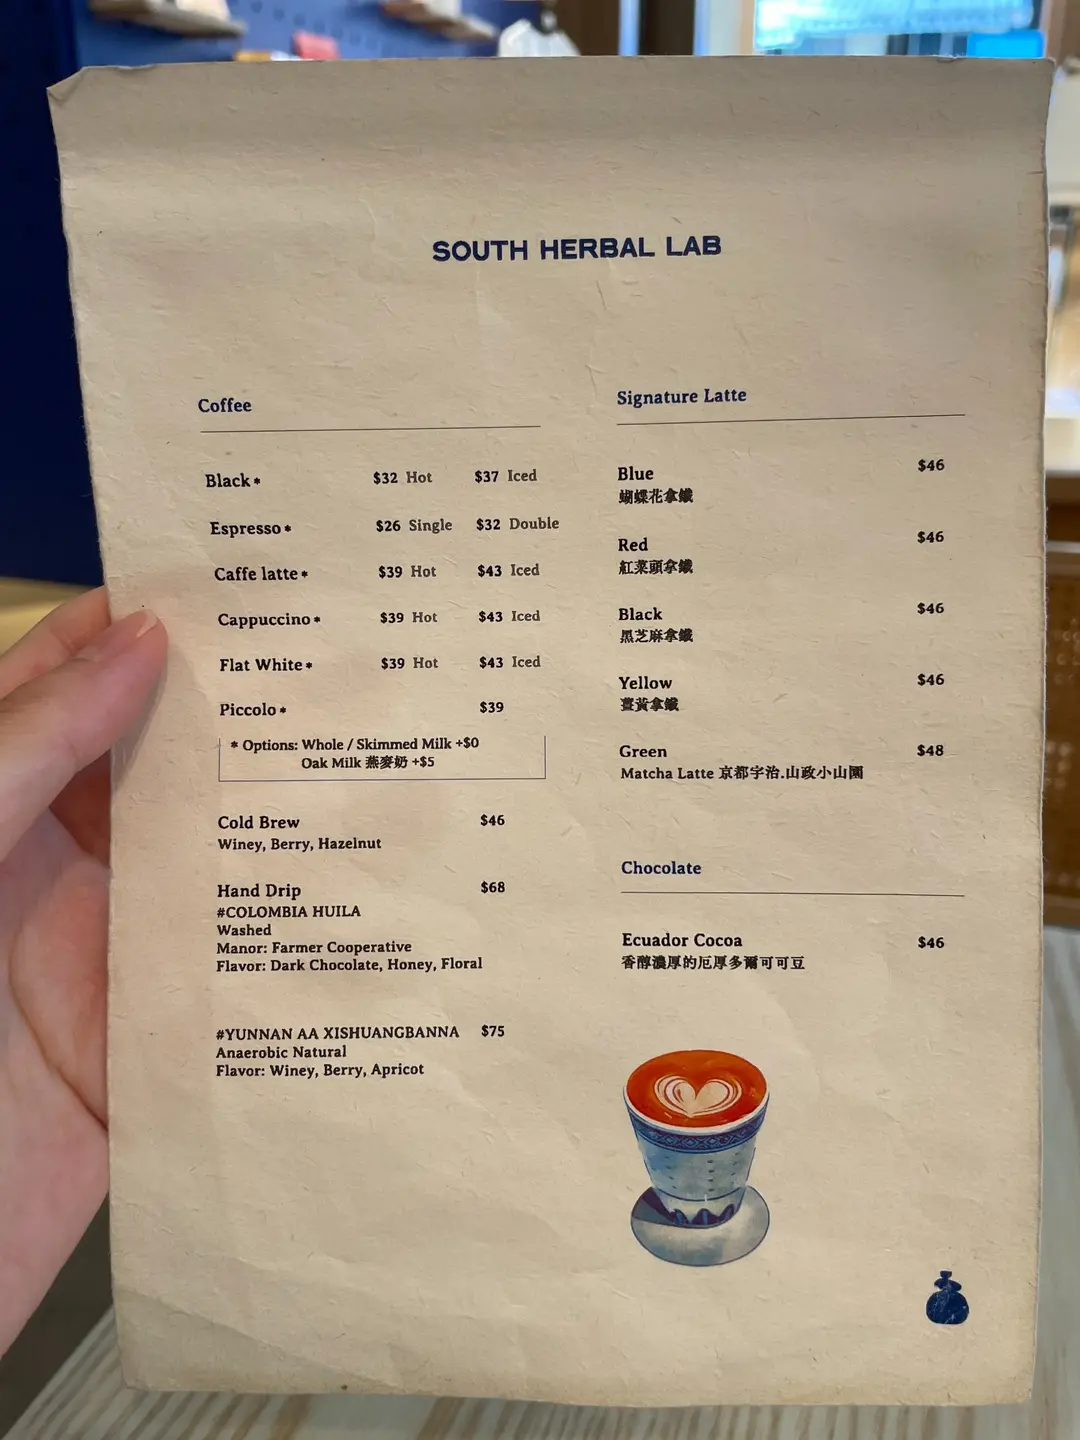 SOUTH HERBAL LAB
Coffee
Black* $32 Hot $37 Iced
Espresso* $26 Single $32 Double
Caffe latte* $39 Hot $43 Iced
Cappuccino* $39 Hot $43 Iced
Flat White* $39 Hot $43 Iced
Piccolo* $39
* Options: Whole / Skimmed Milk +$0
Oak Milk 燕麥奶 +$5
Cold Brew $46
Winey, Berry, Hazelnut
Hand Drip $68
#COLOMBIA HUILA
Washed
Manor: Farmer Cooperative
Flavor: Dark Chocolate, Honey, Floral
#YUNNAN AA XISHUANGBANNA $75
Anaerobic Natural
Flavor: Winey, Berry, Apricot
Signature Latte
Blue $46
蝴蝶花拿鐵
Red $46
紅菜頭拿鐵
Black $46
黑芝麻拿鐵
Yellow $46
薑黃拿鐵
Green $48
Matcha Latte 京都宇治.山政小山園
Chocolate
Ecuador Cocoa $46
香醇濃厚的厄厚多爾可可豆